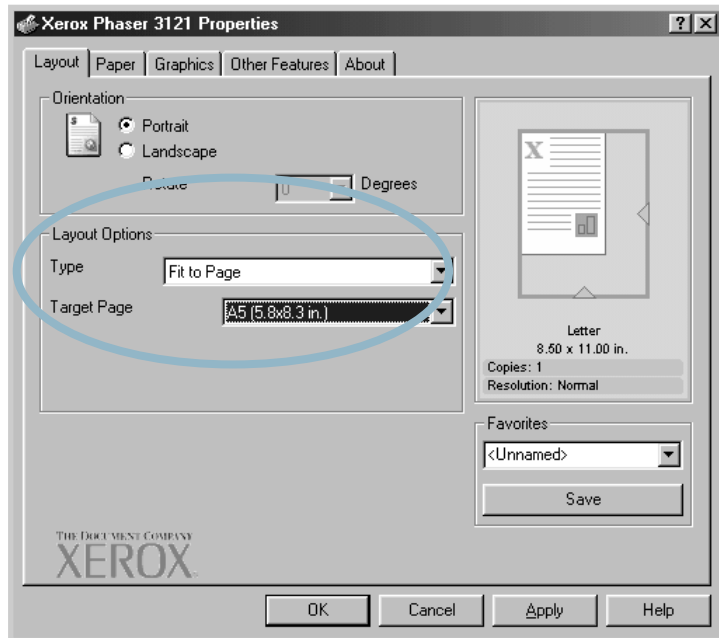 Xerox Phaser 3121 Properties
Layout Paper Graphics Other Features About
Orientation
Portrait
Landscape
Rotate 0 Degrees
Layout Options
Type Fit to Page
Target Page A5 (5.8x8.3 in.)
X
Letter
8.50 x 11.00 in.
Copies: 1
Resolution: Normal
Favorites
<Unnamed>
Save
THE DOCUMENT COMPANY
XEROX
OK Cancel Apply Help